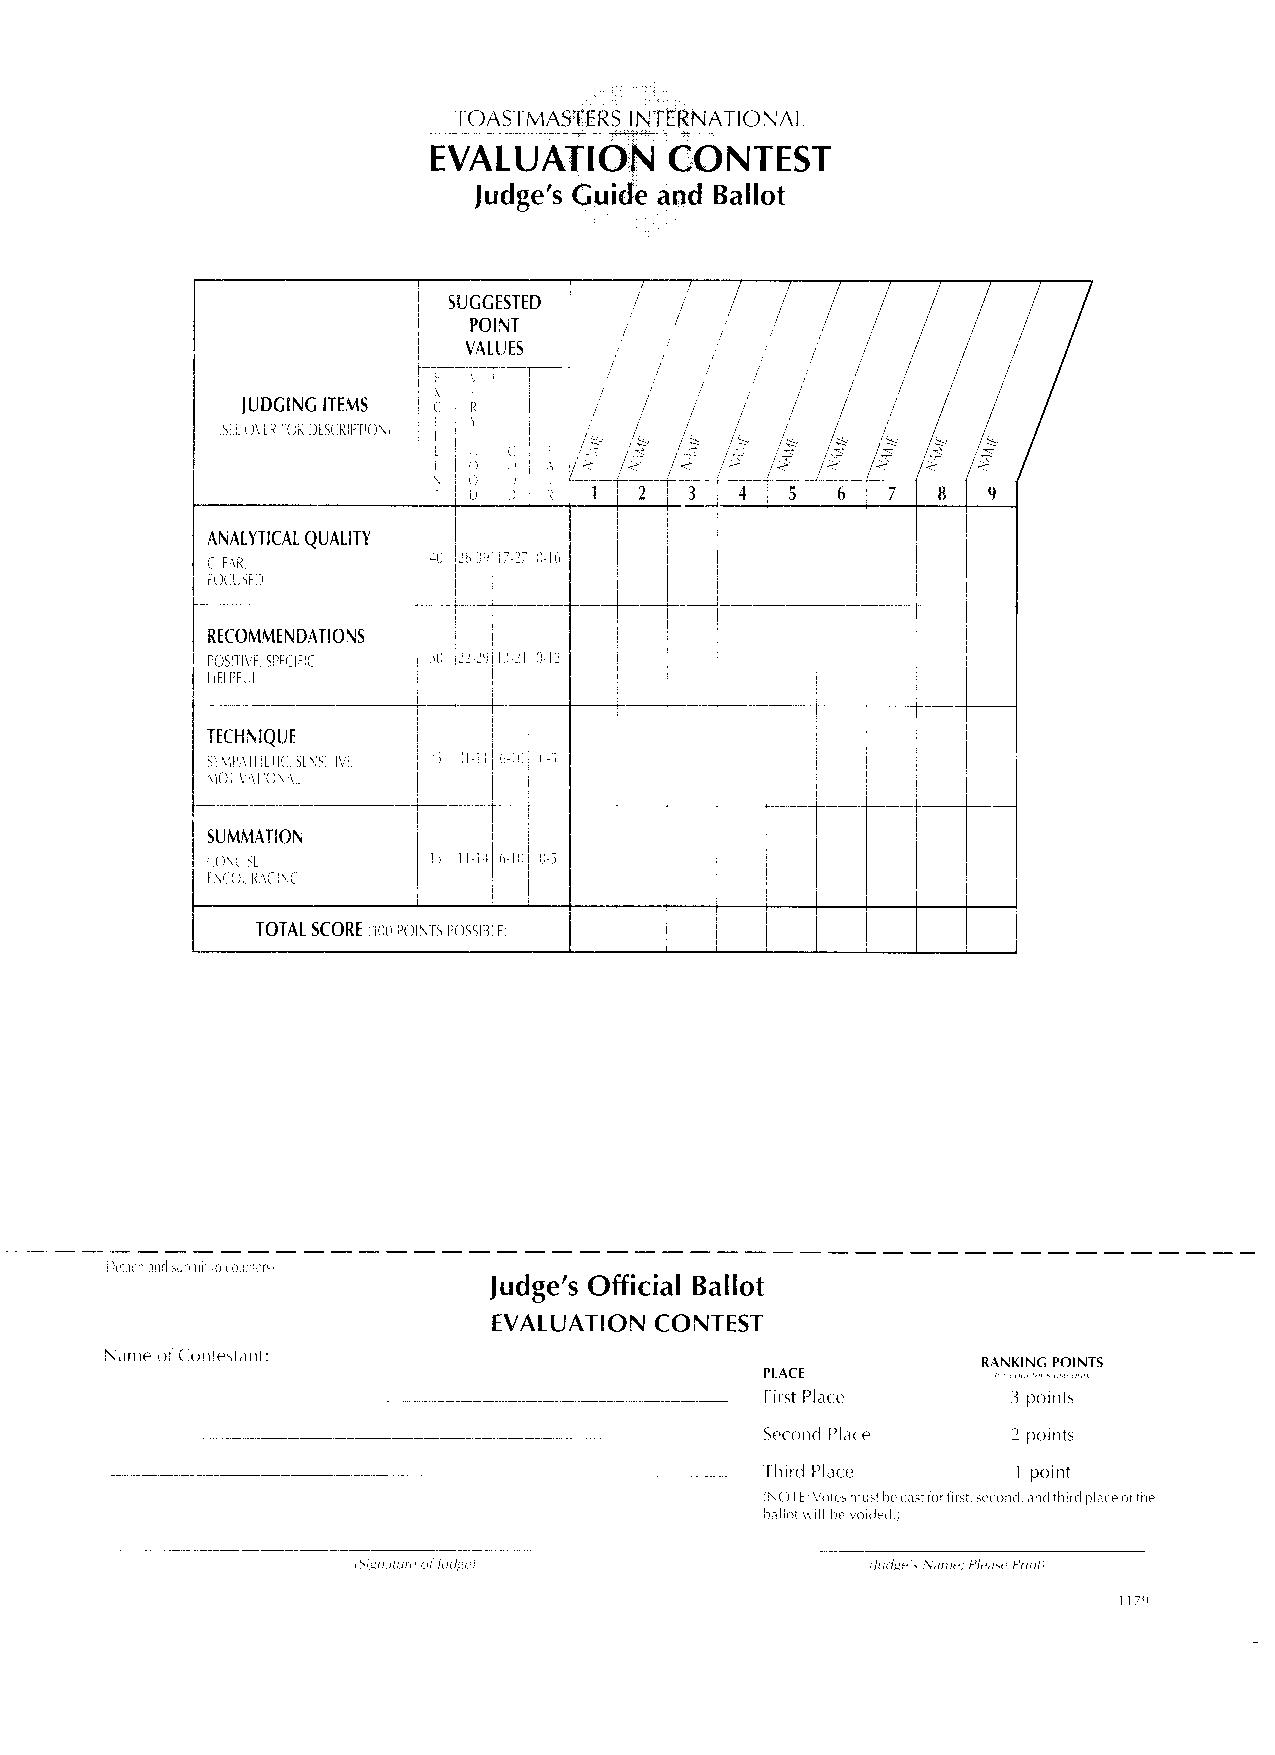 TOASTMASTERS INTERNATIONAL
EVALUATION CONTEST
Judge's Guide and Ballot
SUGGESTED
POINT
VALUES
JUDGING ITEMS
(SEE OVER FOR DESCRIPTION)
NAME NAME NAME NAME NAME NAME NAME NAME NAME
1 2 3 4 5 6 7 8 9
ANALYTICAL QUALITY
CLEAR,
FOCUSED
40 28-39 17-27 0-16
RECOMMENDATIONS
POSITIVE, SPECIFIC
HELPFUL
30 22-29 13-21 0-12
TECHNIQUE
SYMPATHETIC, SENSITIVE,
MOTIVATIONAL
15 11-14 6-10 0-5
SUMMATION
CONCISE,
ENCOURAGING
15 11-14 6-10 0-5
TOTAL SCORE (100 POINTS POSSIBLE)
Detach and submit to counters
Judge's Official Ballot
EVALUATION CONTEST
Name of Contestant:
PLACE
RANKING POINTS
First Place 3 points
Second Place 2 points
Third Place 1 point
(NOTE: Votes must be cast for first, second, and third place or the
ballot will be voided.)
(Signature of Judge)
(Judge's Name; Please Print)
1179